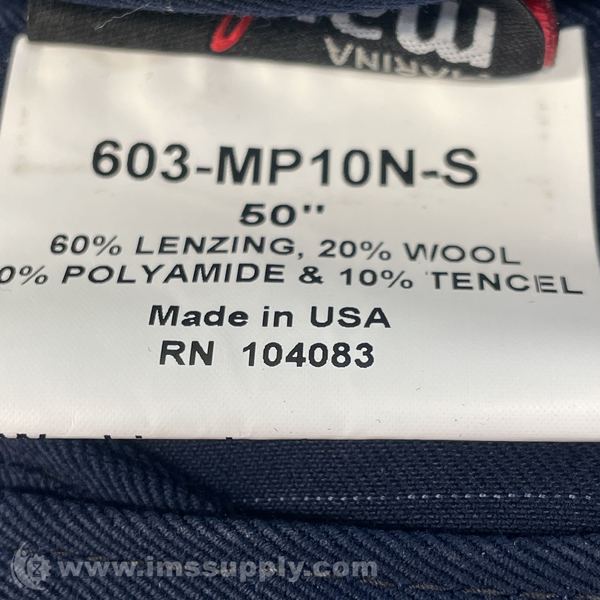 MARINA
603-MP10N-S
50"
60% LENZING, 20% WOOL
0% POLYAMIDE & 10% TENCEL
Made in USA
RN 104083
www.imssupply.com